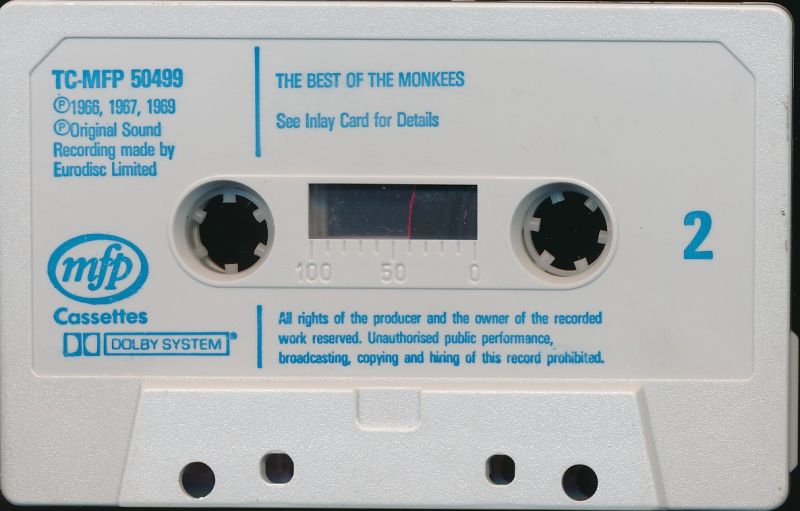 TC-MFP 50499
℗1966, 1967, 1969
℗Original Sound
Recording made by
Eurodisc Limited
THE BEST OF THE MONKEES
See Inlay Card for Details
100 50 0
2
mfp
Cassettes
DOLBY SYSTEM
All rights of the producer and the owner of the recorded
work reserved. Unauthorised public performance,
broadcasting, copying and hiring of this record prohibited.